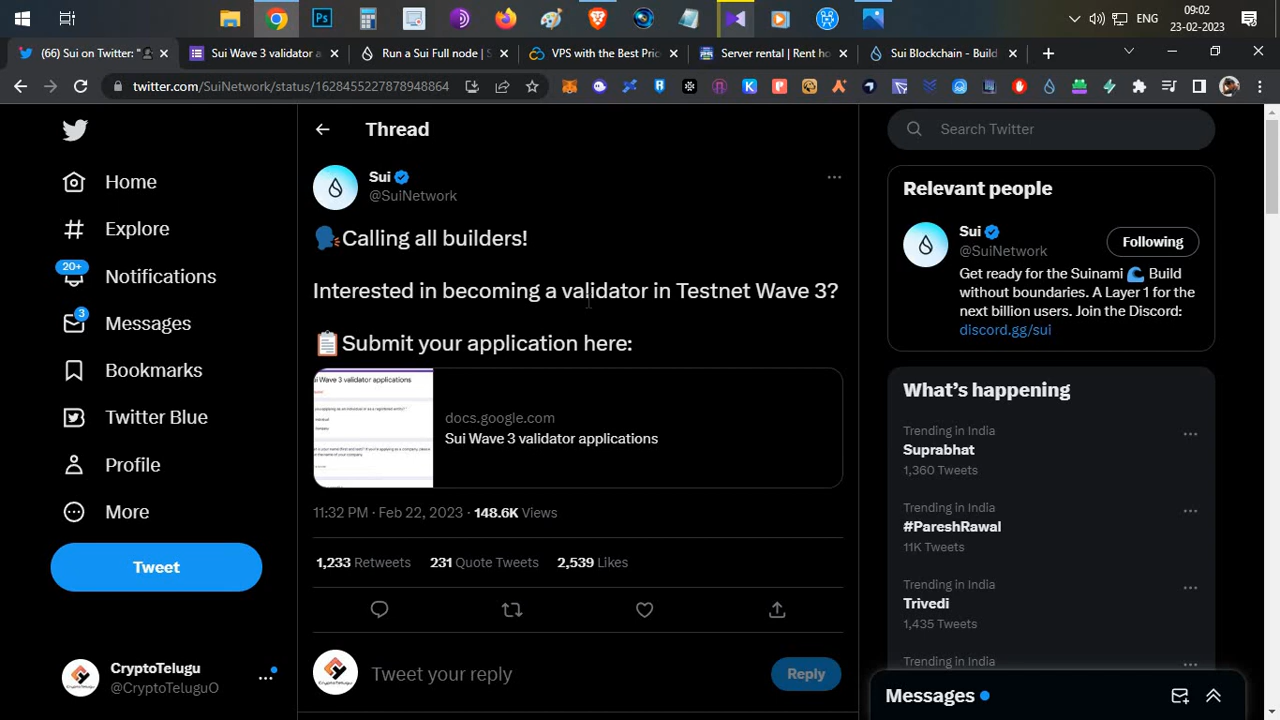 ENG
09:02
23-02-2023
(66) Sui on Twitter: "
Sui Wave 3 validator a
Run a Sui Full node | S
VPS with the Best Pric
Server rental | Rent ho
Sui Blockchain - Build
twitter.com/SuiNetwork/status/1628455227878948864
Home
Explore
20+
Notifications
3
Messages
Bookmarks
Twitter Blue
Profile
More
Tweet
CryptoTelugu
@CryptoTeluguO
Thread
Sui
@SuiNetwork
Calling all builders!
Interested in becoming a validator in Testnet Wave 3?
Submit your application here:
ui Wave 3 validator applications
docs.google.com
Sui Wave 3 validator applications
11:32 PM · Feb 22, 2023 · 148.6K Views
1,233 Retweets 231 Quote Tweets 2,539 Likes
Tweet your reply
Reply
Search Twitter
Relevant people
Sui
@SuiNetwork
Following
Get ready for the Suinami 🌊 Build
without boundaries. A Layer 1 for the
next billion users. Join the Discord:
discord.gg/sui
What's happening
Trending in India
Suprabhat
1,360 Tweets
Trending in India
#PareshRawal
11K Tweets
Trending in India
Trivedi
1,435 Tweets
Trending in India
Messages